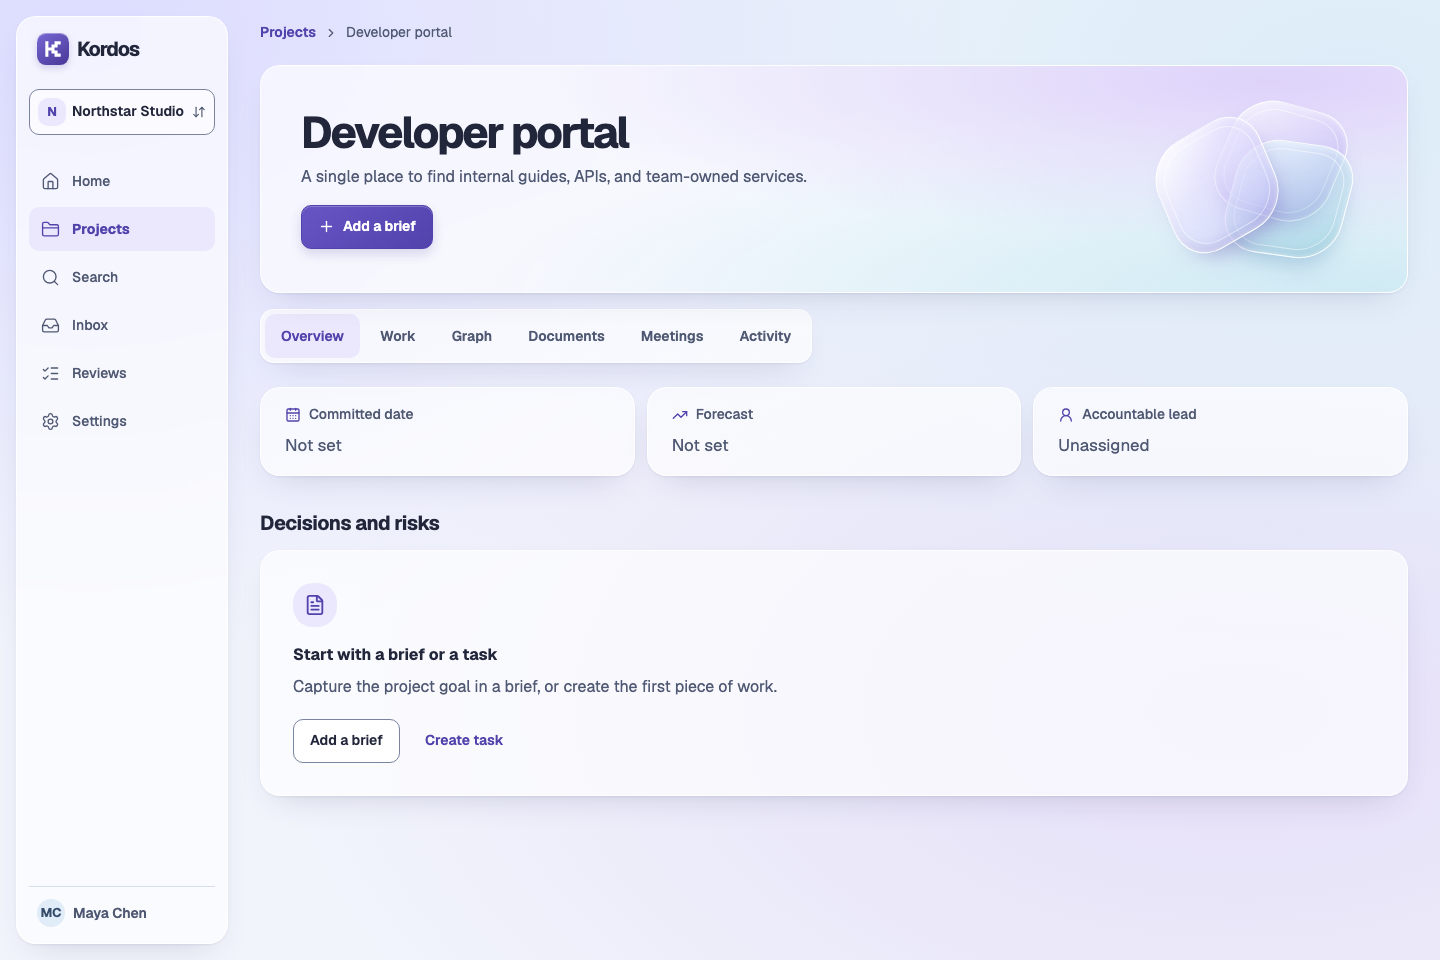 Kordos
N Northstar Studio
Home
Projects
Search
Inbox
Reviews
Settings
MC Maya Chen
Projects > Developer portal
Developer portal
A single place to find internal guides, APIs, and team-owned services.
+ Add a brief
Overview Work Graph Documents Meetings Activity
Committed date
Not set
Forecast
Not set
Accountable lead
Unassigned
Decisions and risks
Start with a brief or a task
Capture the project goal in a brief, or create the first piece of work.
Add a brief Create task